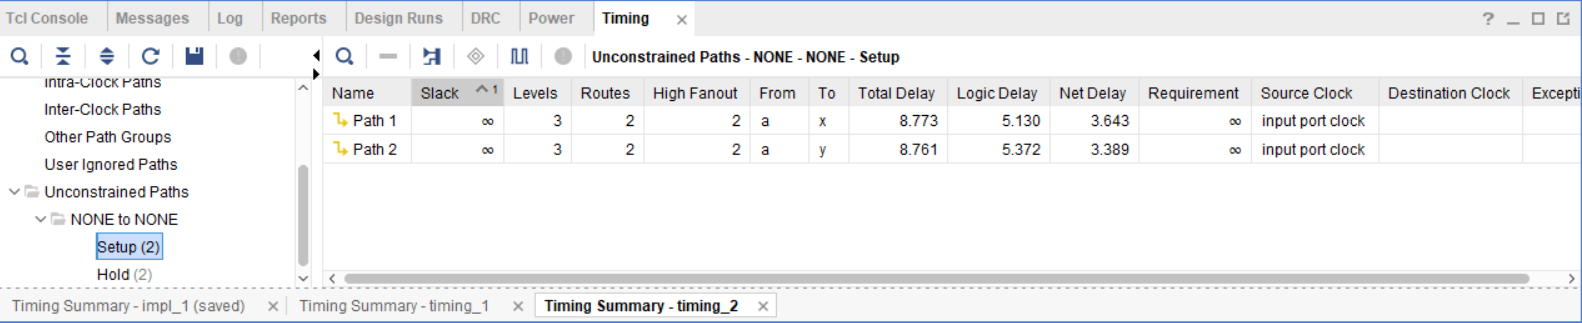 Tcl Console Messages Log Reports Design Runs DRC Power Timing
Unconstrained Paths - NONE - NONE - Setup
Intra-Clock Paths
Inter-Clock Paths
Other Path Groups
User Ignored Paths
Unconstrained Paths
NONE to NONE
Setup (2)
Hold (2)
Name Slack 1 Levels Routes High Fanout From To Total Delay Logic Delay Net Delay Requirement Source Clock Destination Clock Excepti
Path 1 ∞ 3 2 2 a x 8.773 5.130 3.643 ∞ input port clock
Path 2 ∞ 3 2 2 a y 8.761 5.372 3.389 ∞ input port clock
Timing Summary - impl_1 (saved) Timing Summary - timing_1 Timing Summary - timing_2